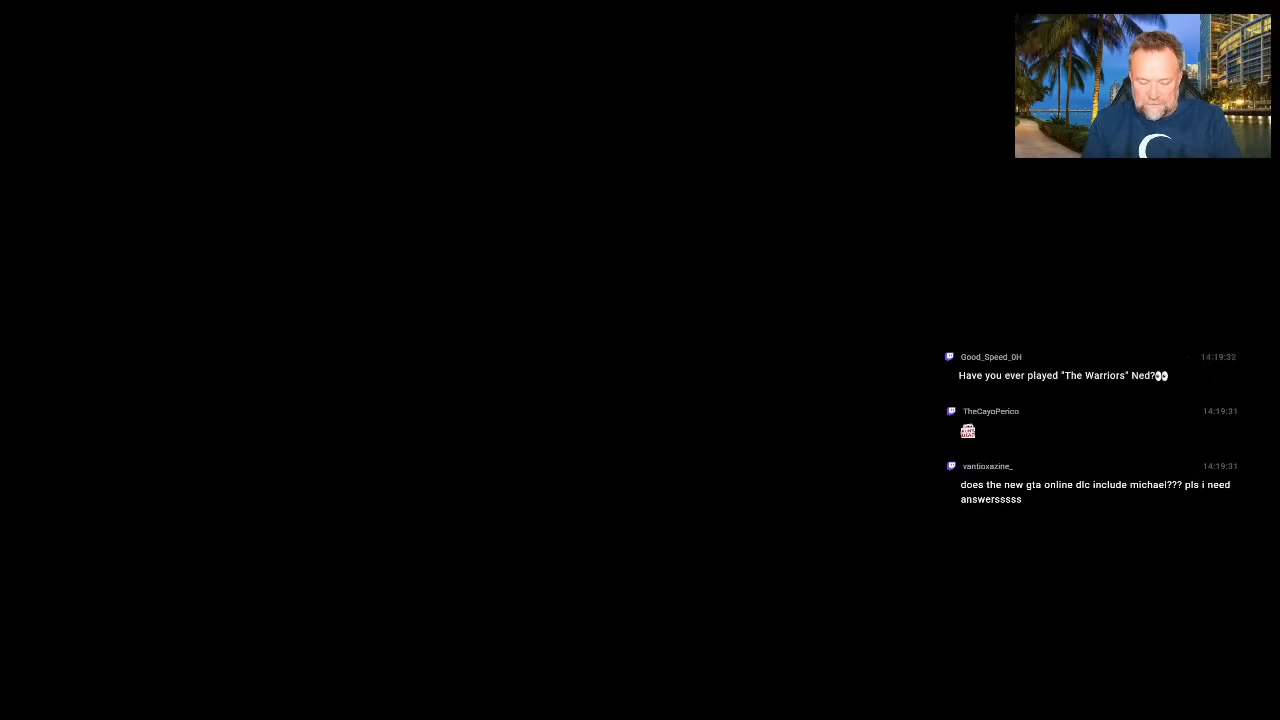 Good_Speed_0H 14:19:32
Have you ever played "The Warriors" Ned?👀
TheCayoPerico 14:19:31
vantioxazine_ 14:19:31
does the new gta online dlc include michael??? pls i need
answersssss